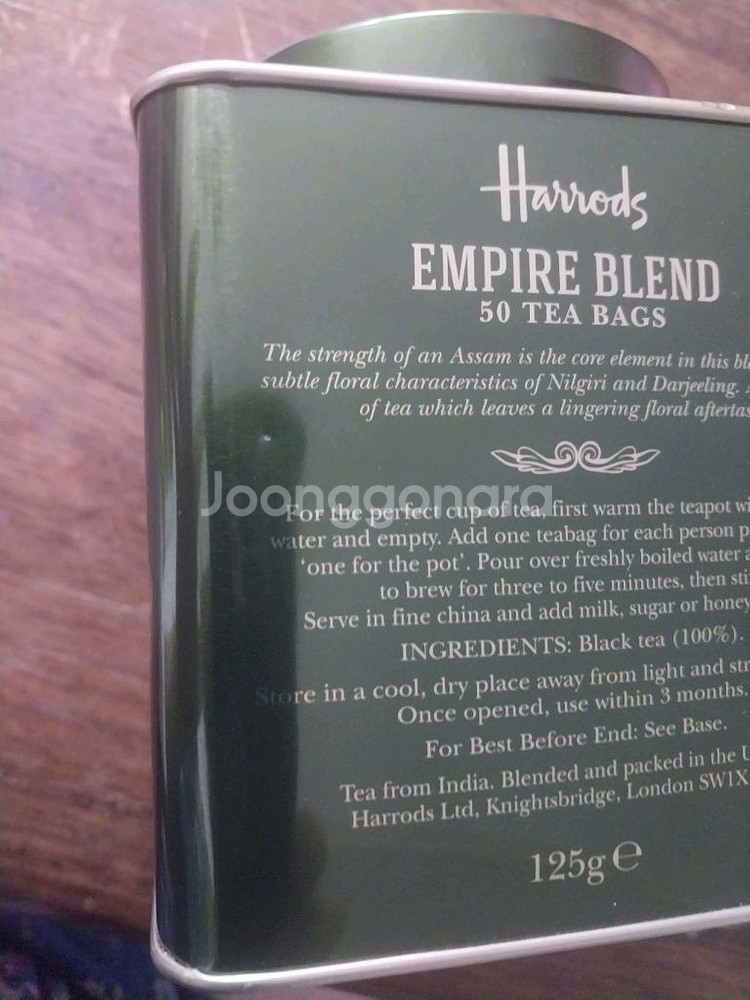 Harrods
EMPIRE BLEND
50 TEA BAGS
The strength of an Assam is the core element in this
subtle floral characteristics of Nilgiri and Darjeeling.
of tea which leaves a lingering floral
Joonggonara
For the perfect cup of tea, first warm the teapot
water and empty. Add one teabag for each person
'one for the pot'. Pour over freshly boiled water
to brew for three to five minutes, then
Serve in fine china and add milk, sugar or honey
INGREDIENTS: Black tea (100%).
Store in a cool, dry place away from light and
Once opened, use within 3 months.
For Best Before End: See Base.
Tea from India. Blended and packed in the
Harrods Ltd, Knightsbridge, London SW1X
125g ℮